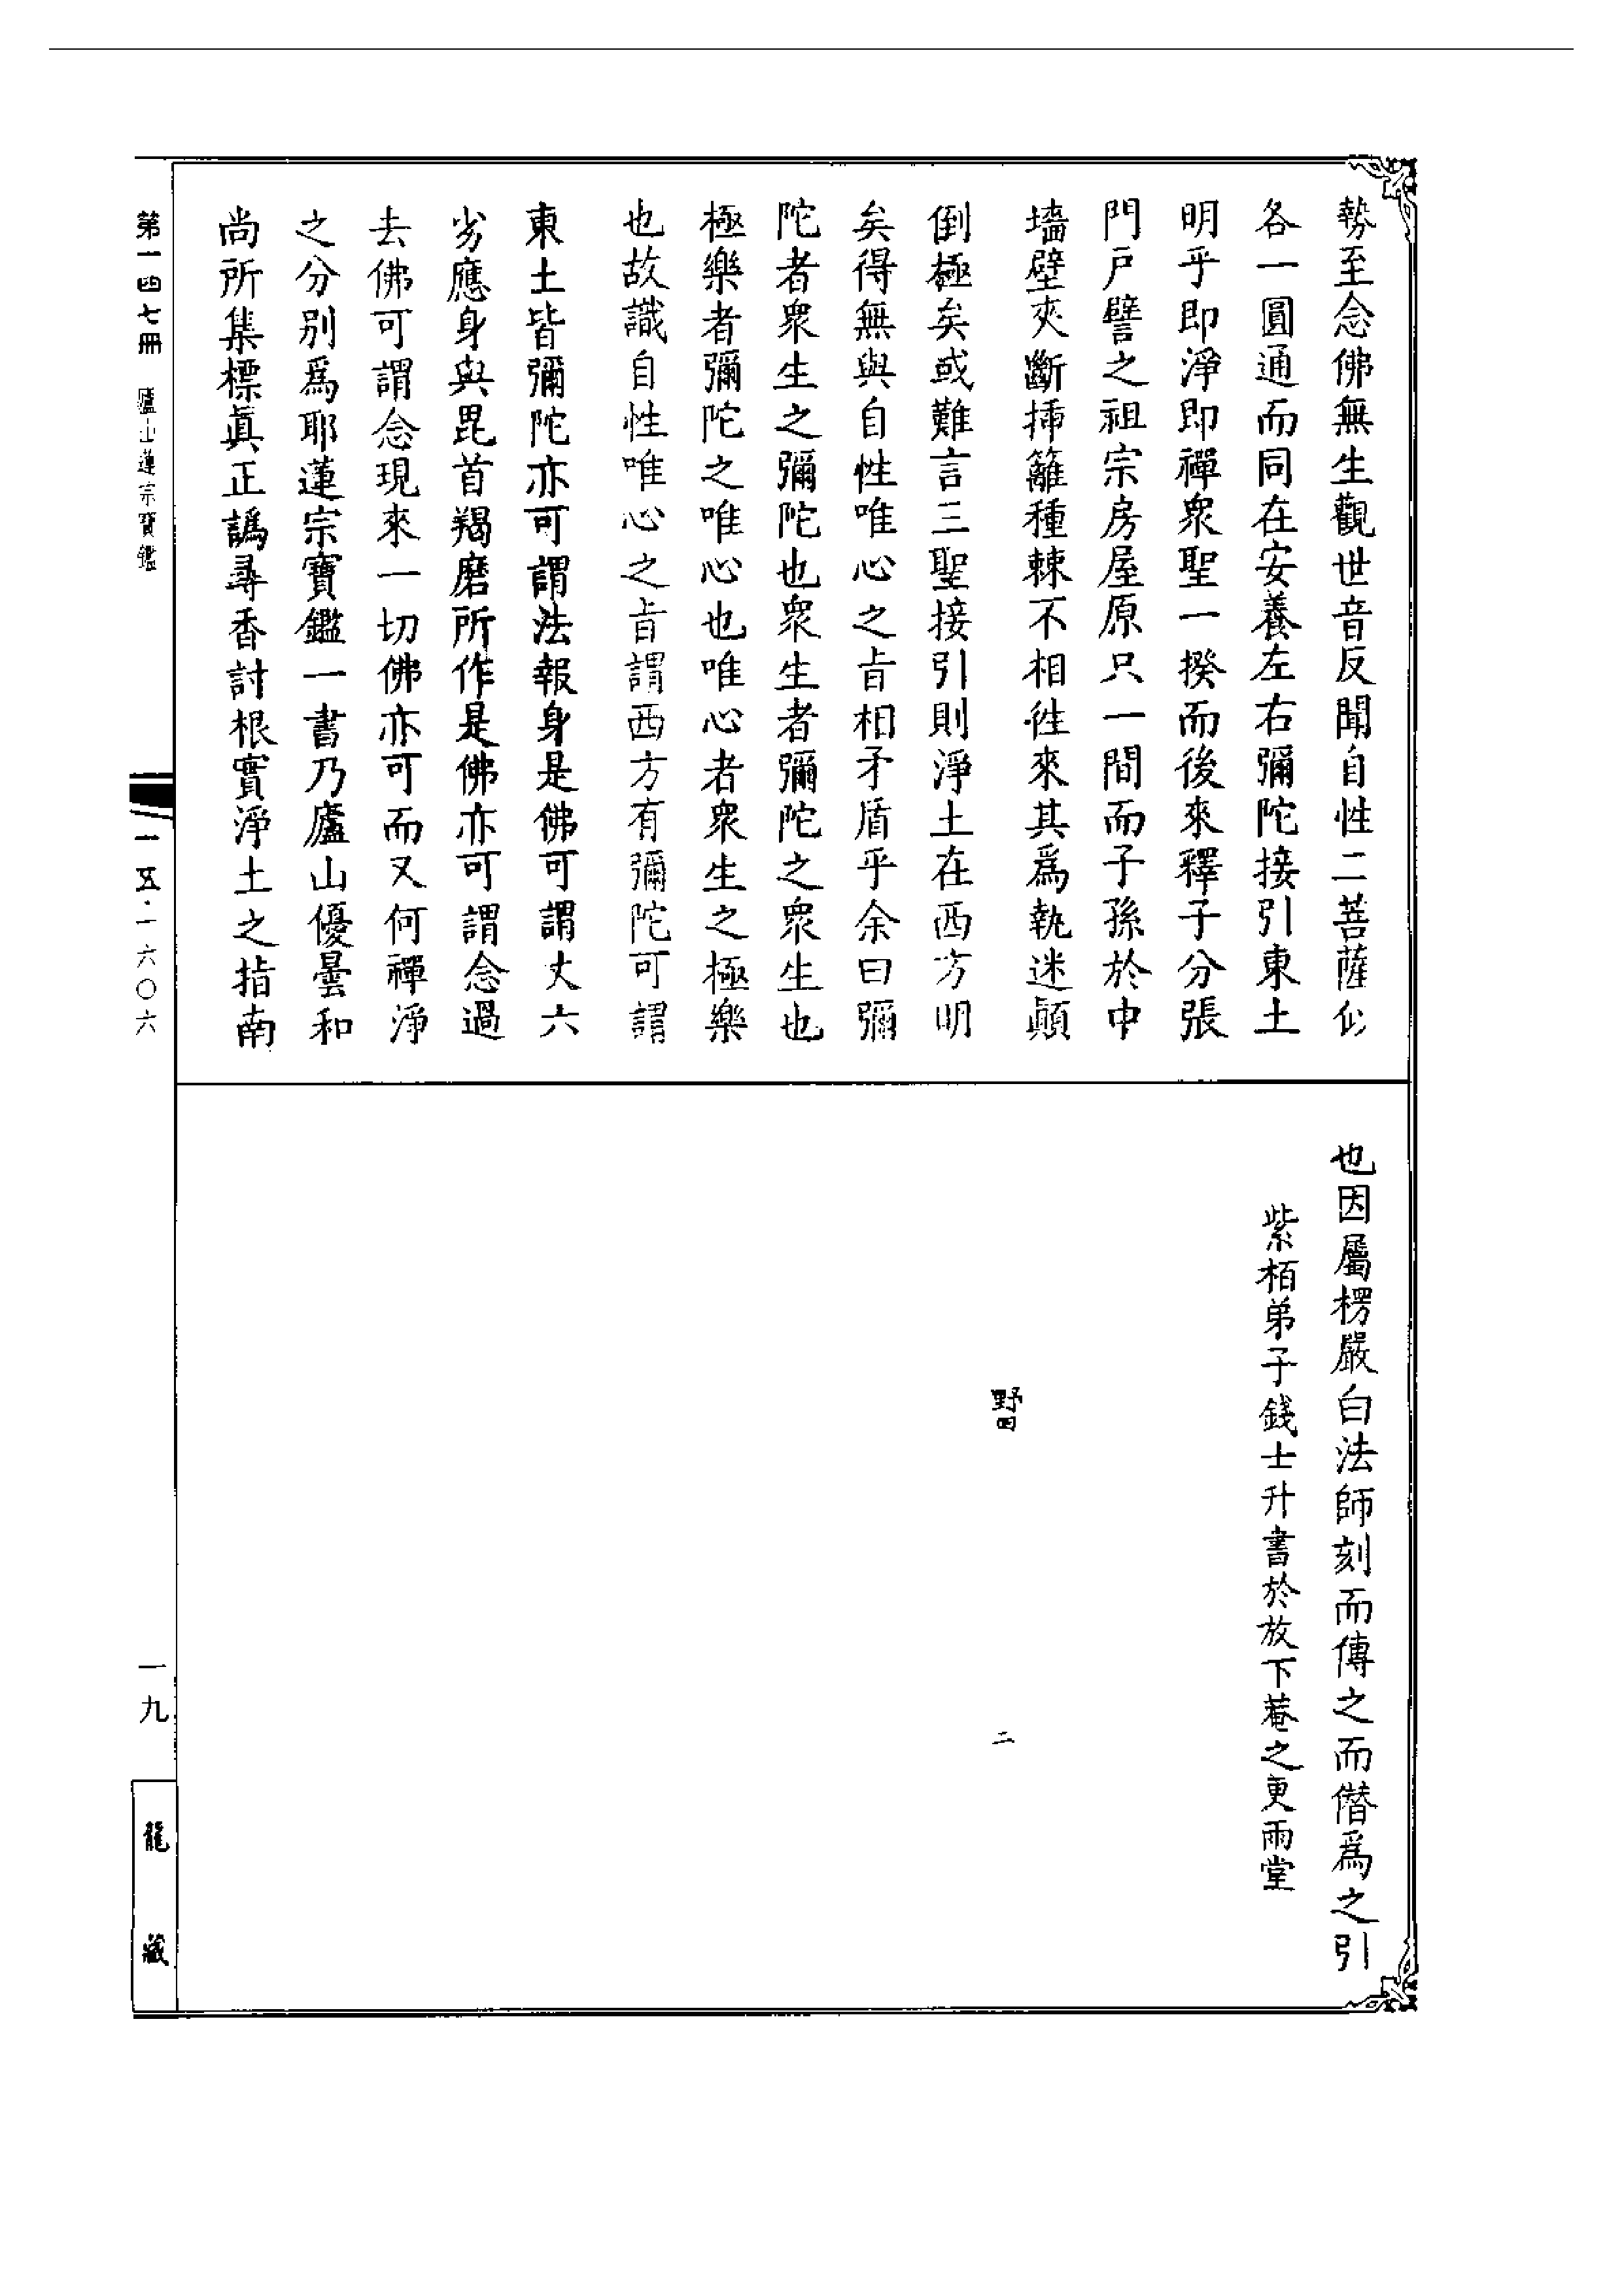 勢至念佛無生觀世音反聞自性二菩薩似
各一圓通而同在安養左右彌陀接引東土
明乎即淨即禪衆聖一揆而後來釋子分張
門戶譬之祖宗房屋原只一間而子孫於中
墻壁夾斷揷籬種棘不相徃來其爲執迷顚
倒極矣或難言三聖接引則淨土在西方明
矣得無與自性唯心之旨相矛盾乎余曰彌
陀者衆生之彌陀也衆生者彌陀之衆生也
極樂者彌陀之唯心也唯心者衆生之極樂
也故識自性唯心之旨謂西方有彌陀可謂
東土皆彌陀亦可謂法報身是佛可謂丈六
劣應身與毘首羯磨所作是佛亦可謂念過
去佛可謂念現來一切佛亦可而又何禪淨
之分別爲耶蓮宗寶鑑一書乃廬山優曇和
尚所集標眞正譌尋香討根實淨土之指南
也因屬楞嚴白法師刻而傳之而僭爲之引
紫栢弟子錢士升書於放下菴之更雨堂
野四
二
第一四七冊 廬山蓮宗寶鑑
一五·一六〇六
一九
龍藏